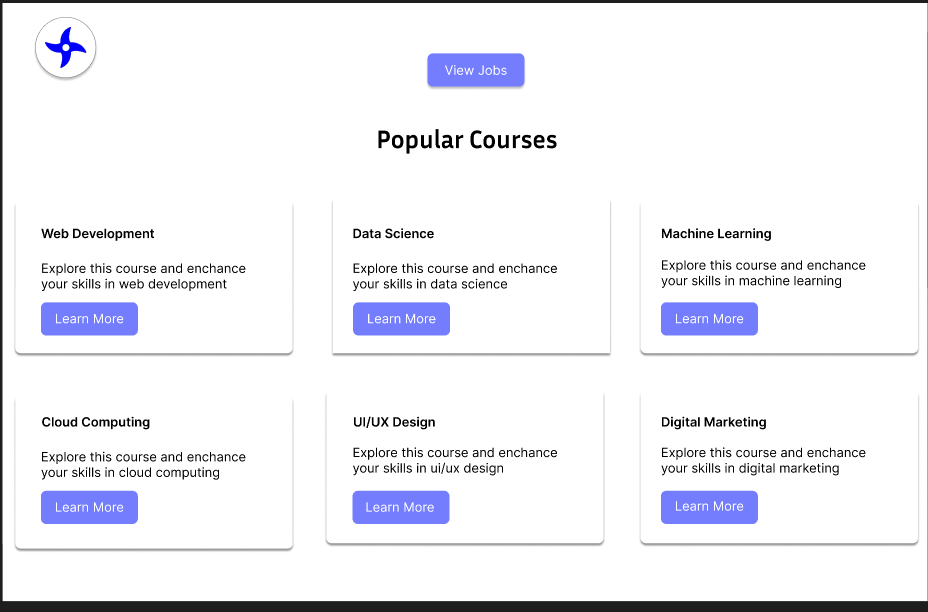 View Jobs
Popular Courses
Web Development
Explore this course and enchance
your skills in web development
Learn More
Data Science
Explore this course and enchance
your skills in data science
Learn More
Machine Learning
Explore this course and enchance
your skills in machine learning
Learn More
Cloud Computing
Explore this course and enchance
your skills in cloud computing
Learn More
UI/UX Design
Explore this course and enchance
your skills in ui/ux design
Learn More
Digital Marketing
Explore this course and enchance
your skills in digital marketing
Learn More